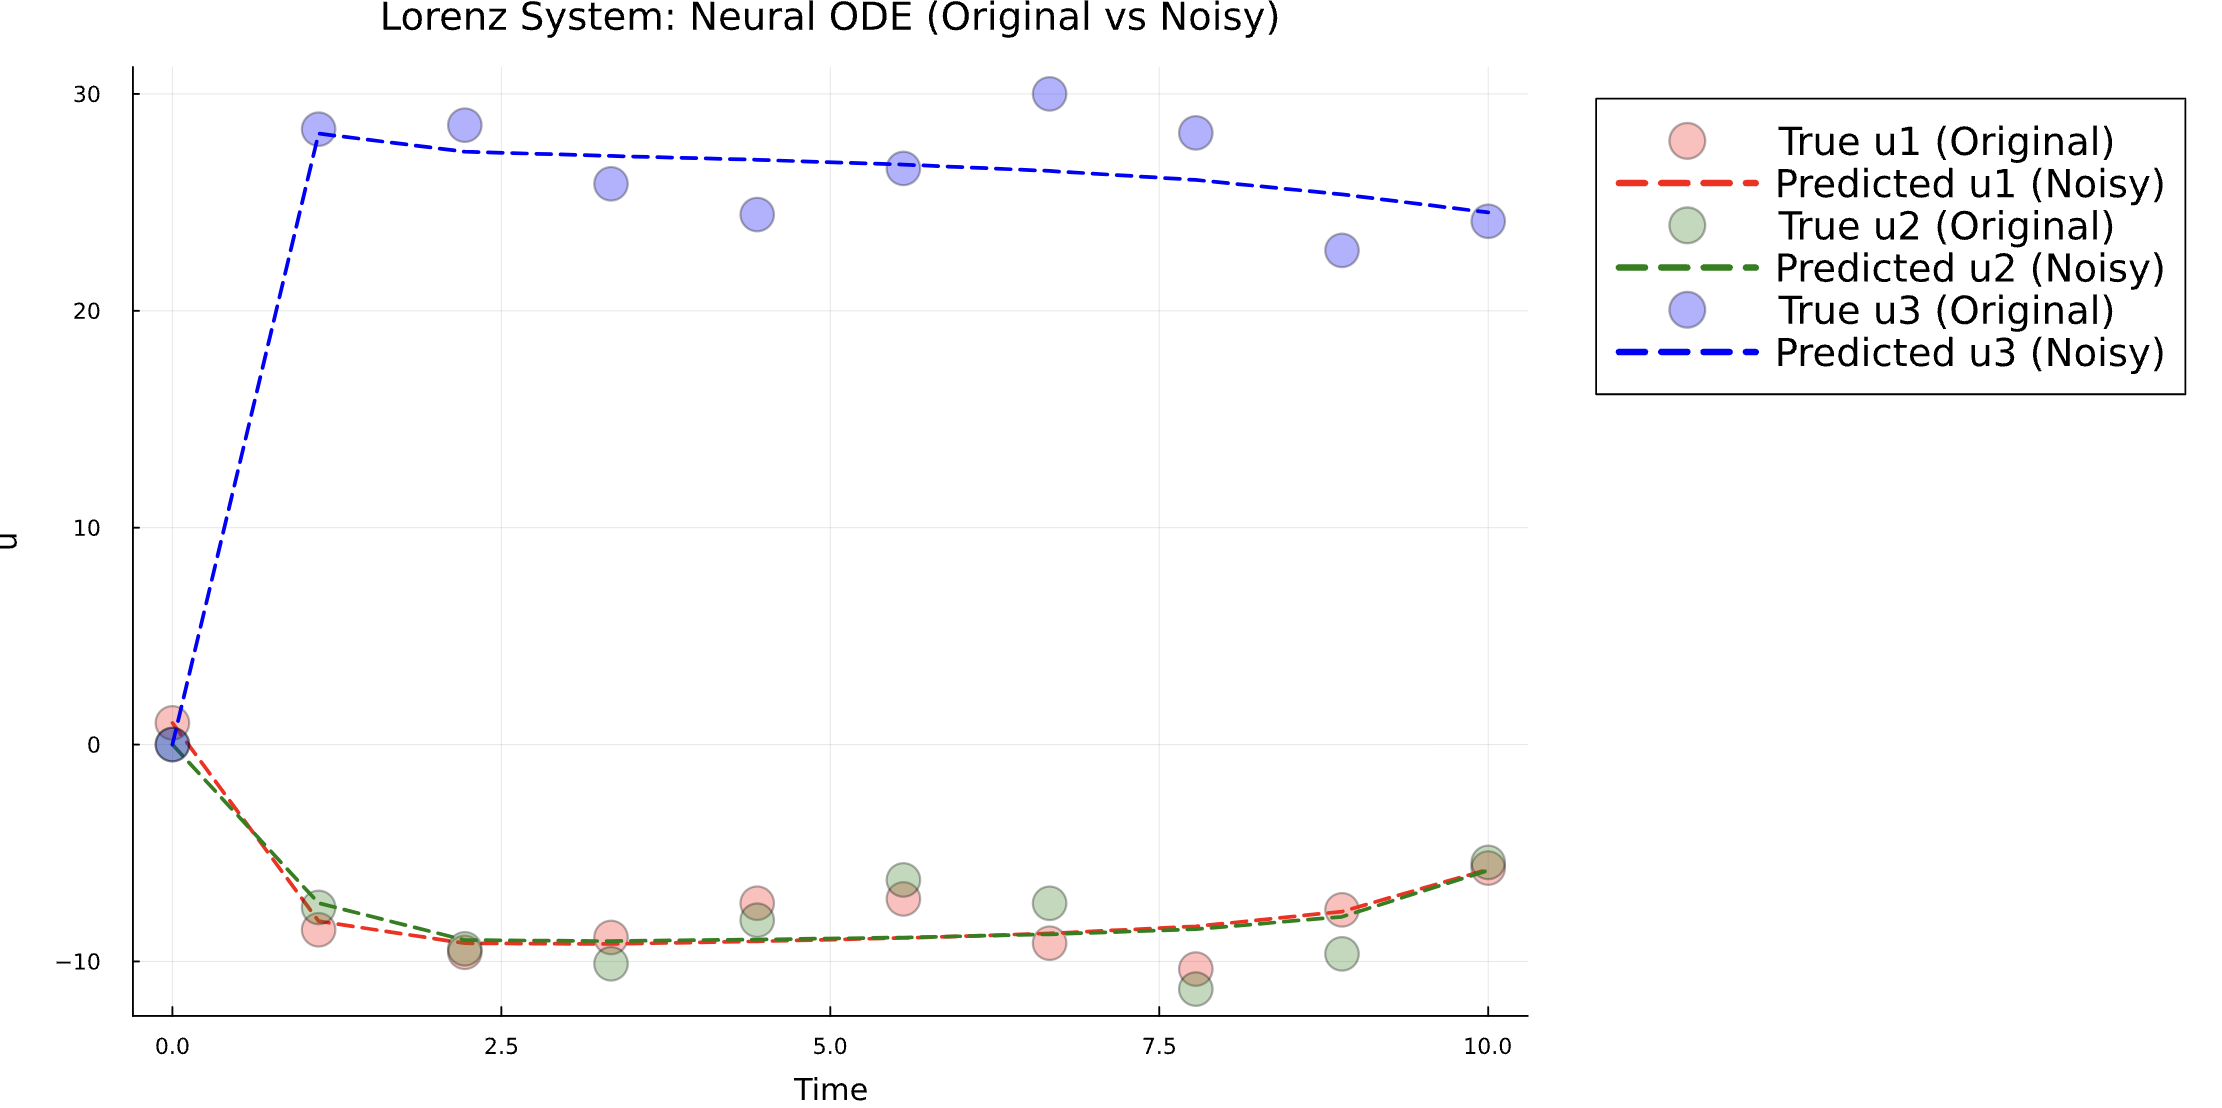 Lorenz System: Neural ODE (Original vs Noisy)
30
20
10
0
−10
u
0.0
2.5
5.0
7.5
10.0
Time
True u1 (Original)
Predicted u1 (Noisy)
True u2 (Original)
Predicted u2 (Noisy)
True u3 (Original)
Predicted u3 (Noisy)